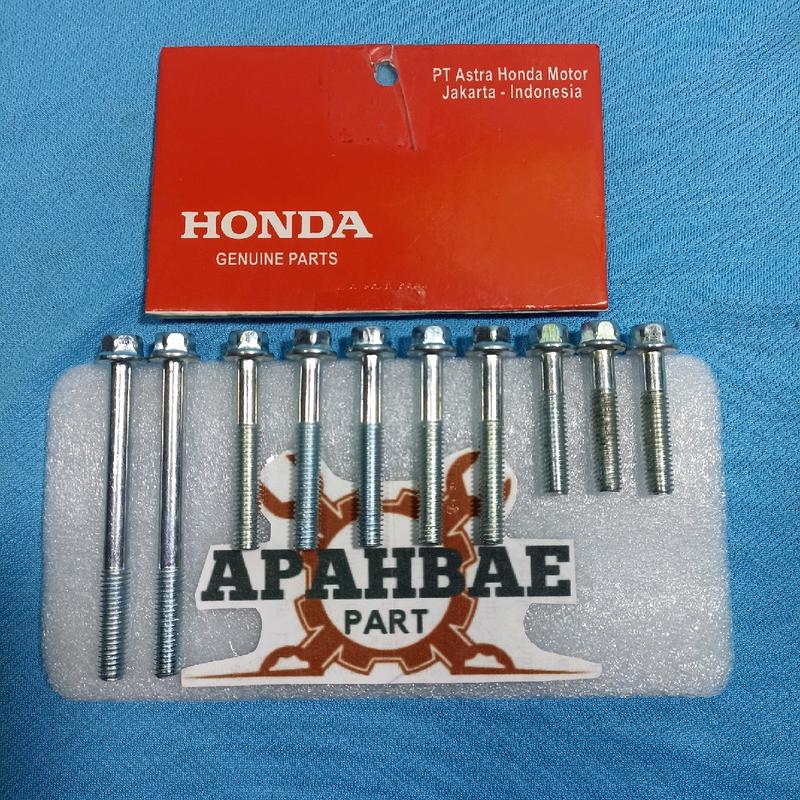 PT Astra Honda Motor
Jakarta - Indonesia
HONDA
GENUINE PARTS
APAHBAE
PART